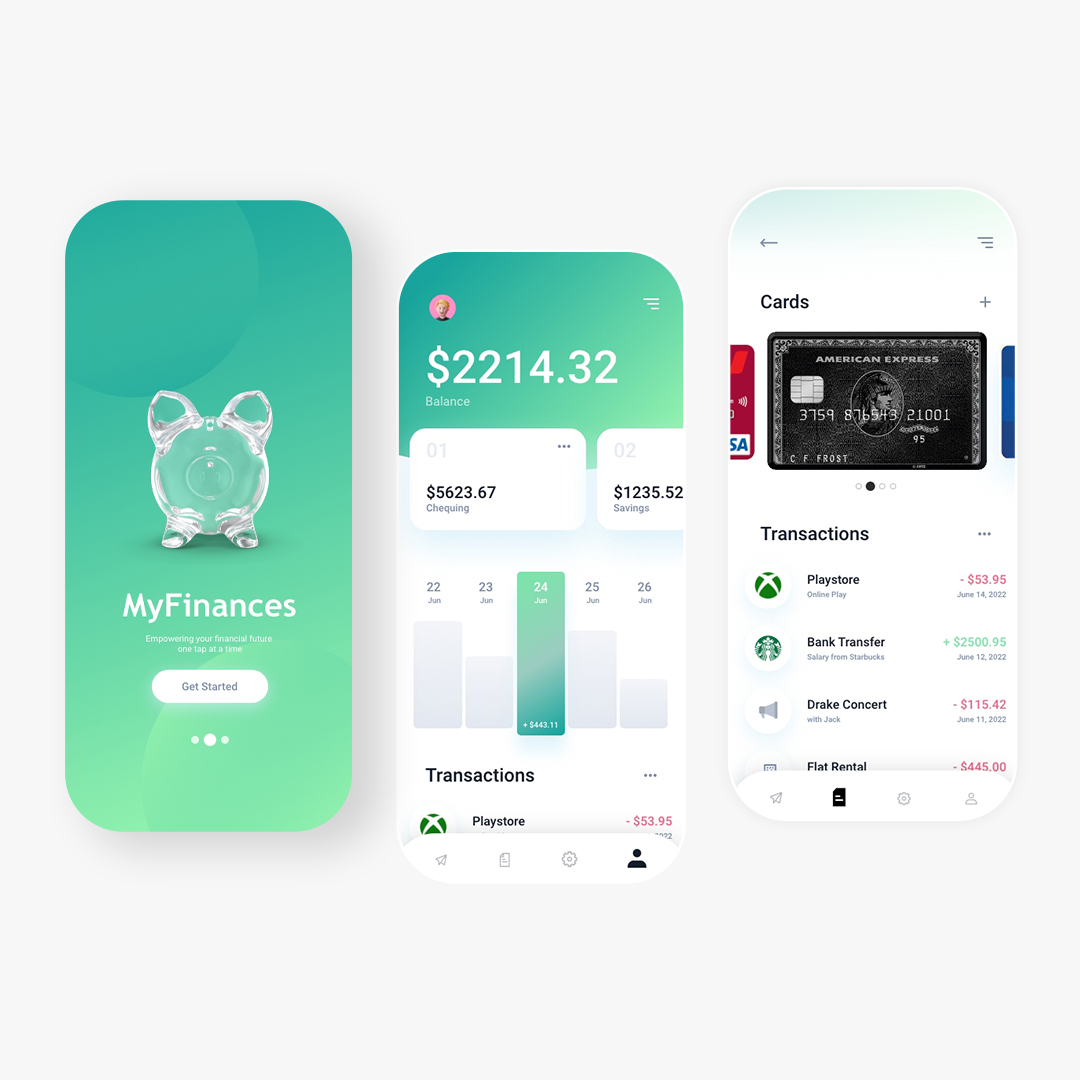 MyFinances
Empowering your financial future
one tap at a time
Get Started
$2214.32
Balance
01
$5623.67
Chequing
02
$1235.52
Savings
22
Jun
23
Jun
24
Jun
25
Jun
26
Jun
+ $443.11
Transactions
Playstore
- $53.95
2022
Cards
AMERICAN EXPRESS
3759 876543 21001
95
C F FROST
SA
Transactions
Playstore
- $53.95
Online Play
June 14, 2022
Bank Transfer
+ $2500.95
Salary from Starbucks
June 12, 2022
Drake Concert
- $115.42
with Jack
June 11, 2022
Flat Rental
- $445.00